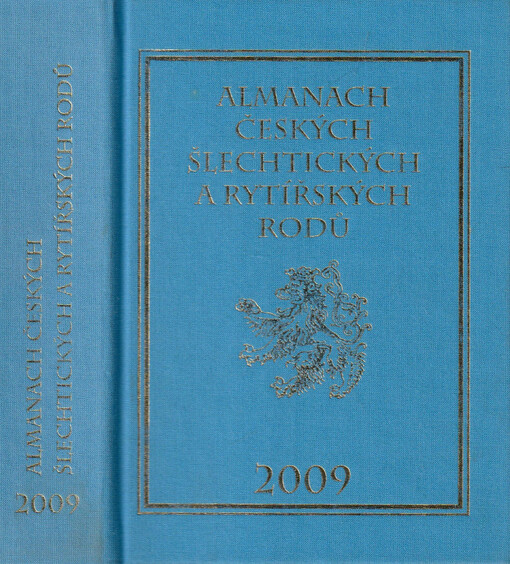 ALMANACH ČESKÝCH
ŠLECHTICKÝCH A RYTÍŘSKÝCH RODŮ
2009
ALMANACH
ČESKÝCH
ŠLECHTICKÝCH
A RYTÍŘSKÝCH
RODŮ
2009